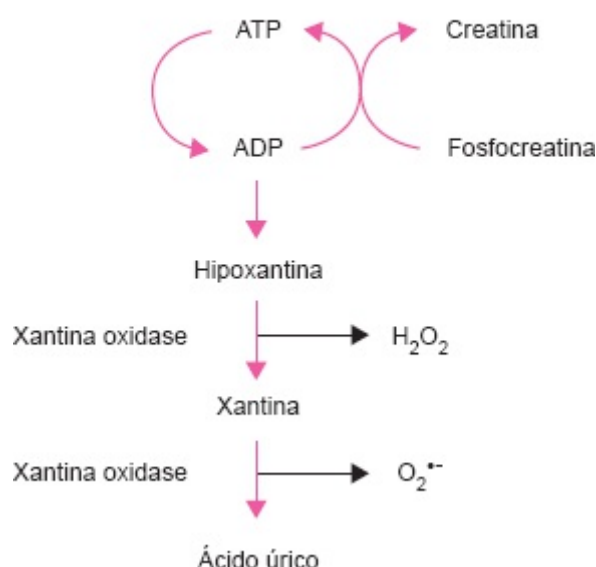 ATP Creatina
ADP Fosfocreatina
Hipoxantina
Xantina oxidase H₂O₂
Xantina
Xantina oxidase O₂•-
Ácido úrico